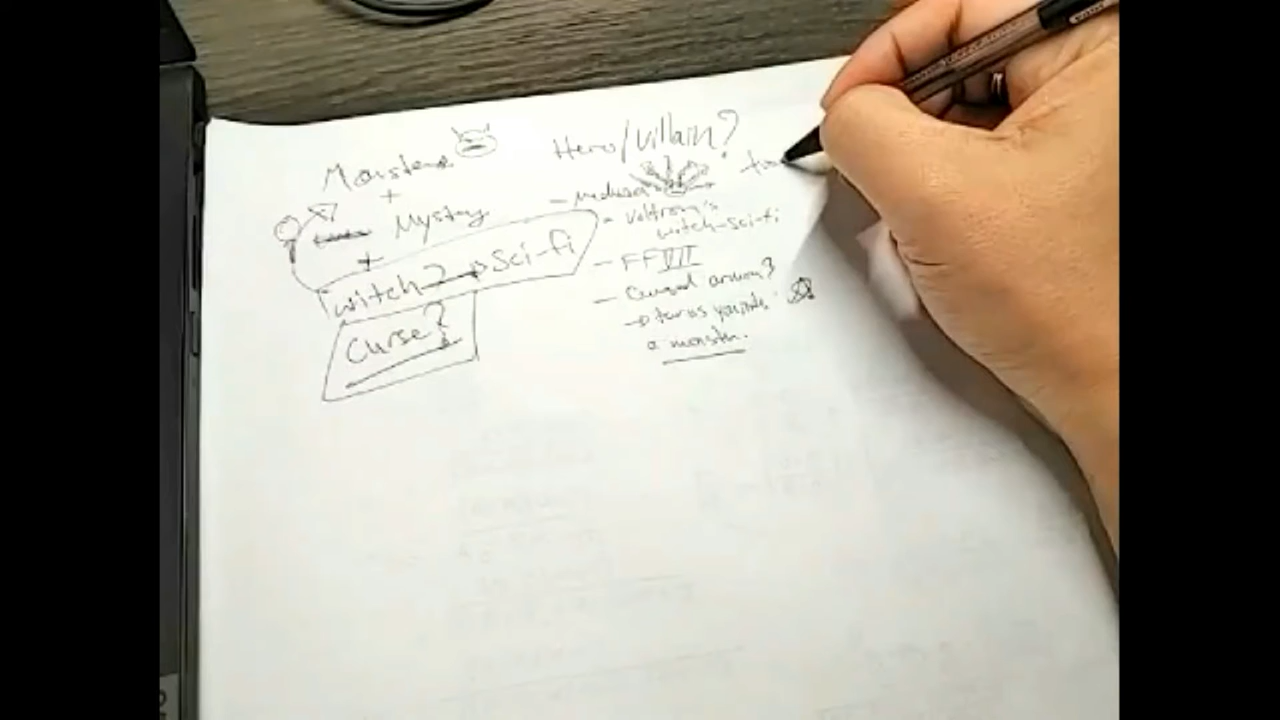 Monsters
+
Mystery
+
witch? → Sci-fi
Curse?
Hero/Villain?
- Medusa
- Voltron's
witch-Sci-fi
- FFVII
- Cursed armor?
→ turns you into
a monster.